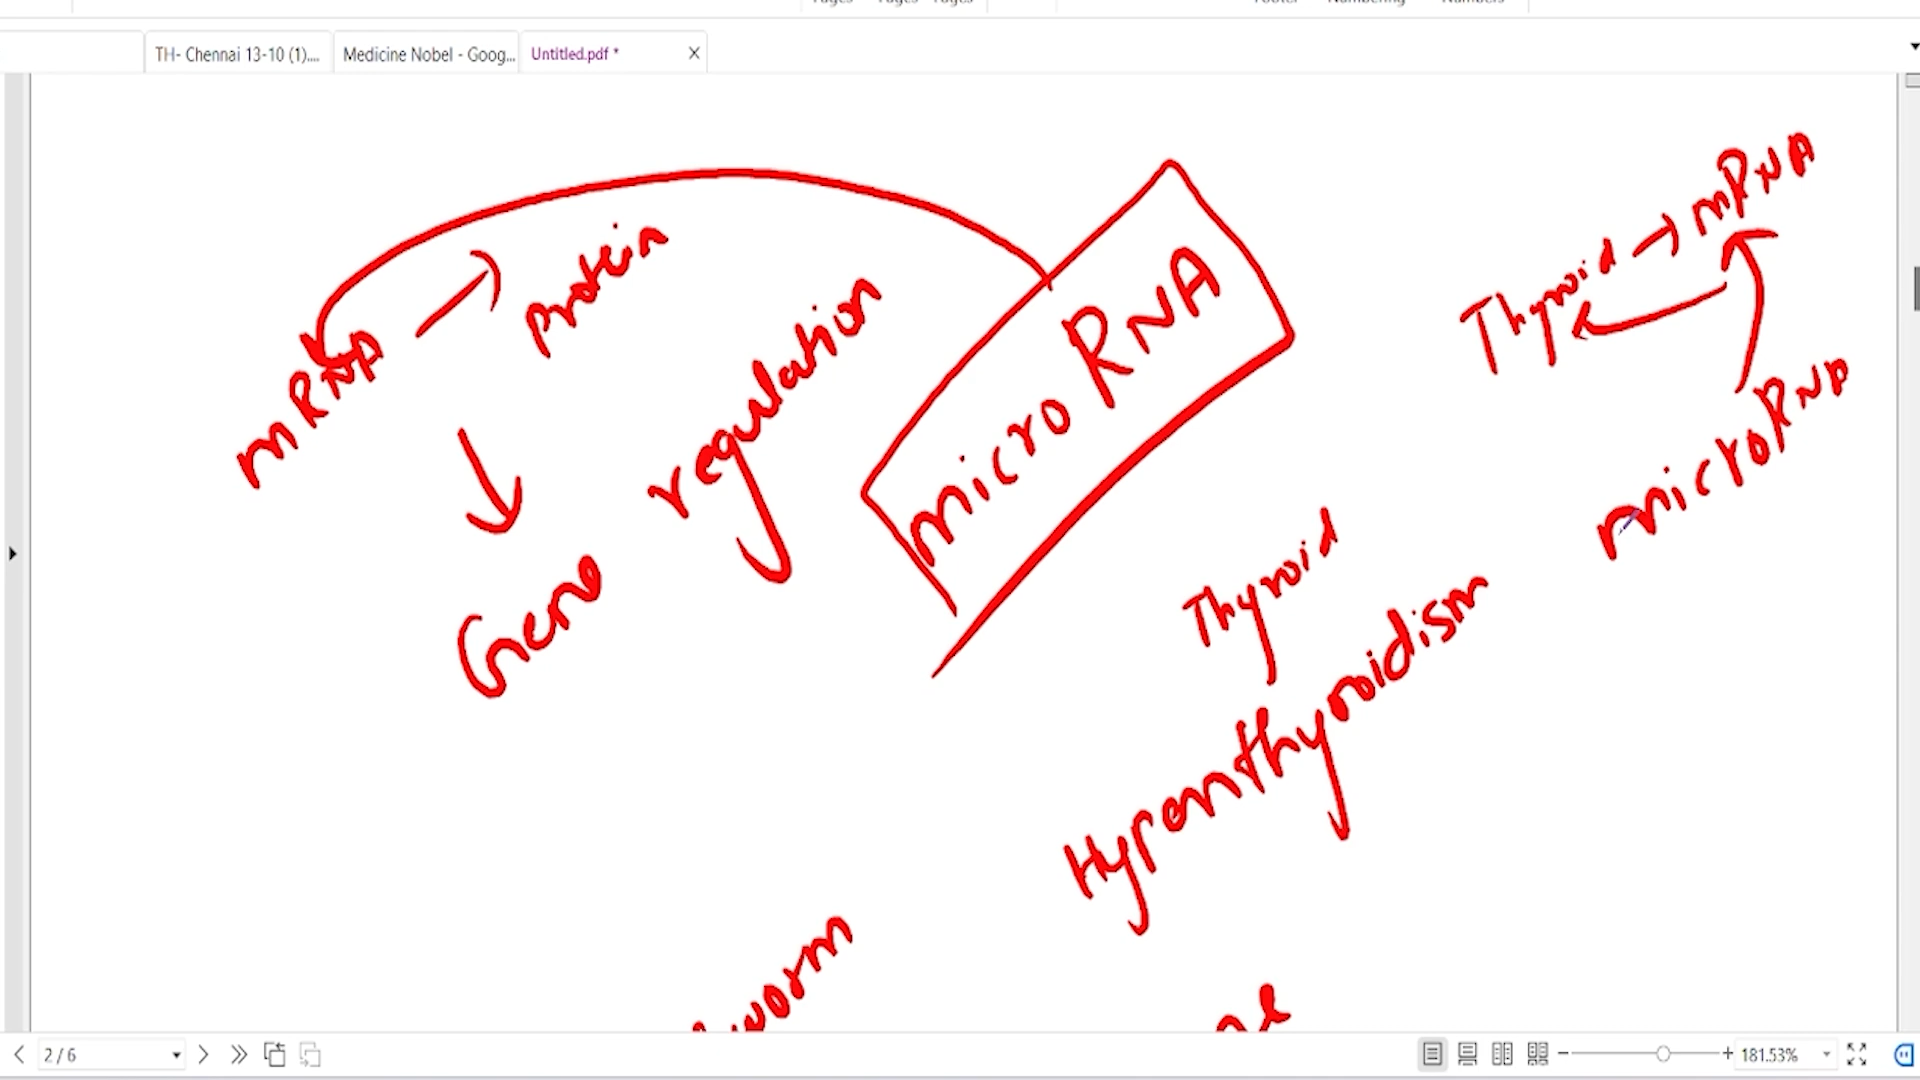 TH- Chennai 13-10 (1)....
Medicine Nobel - Goog...
Untitled.pdf *
mRNA → Protein
Gene regulation
micro RNA
Thyroid → mRNA
microRNA
Thyroid
Hyperthyroidism
worm
2 / 6
181.53%